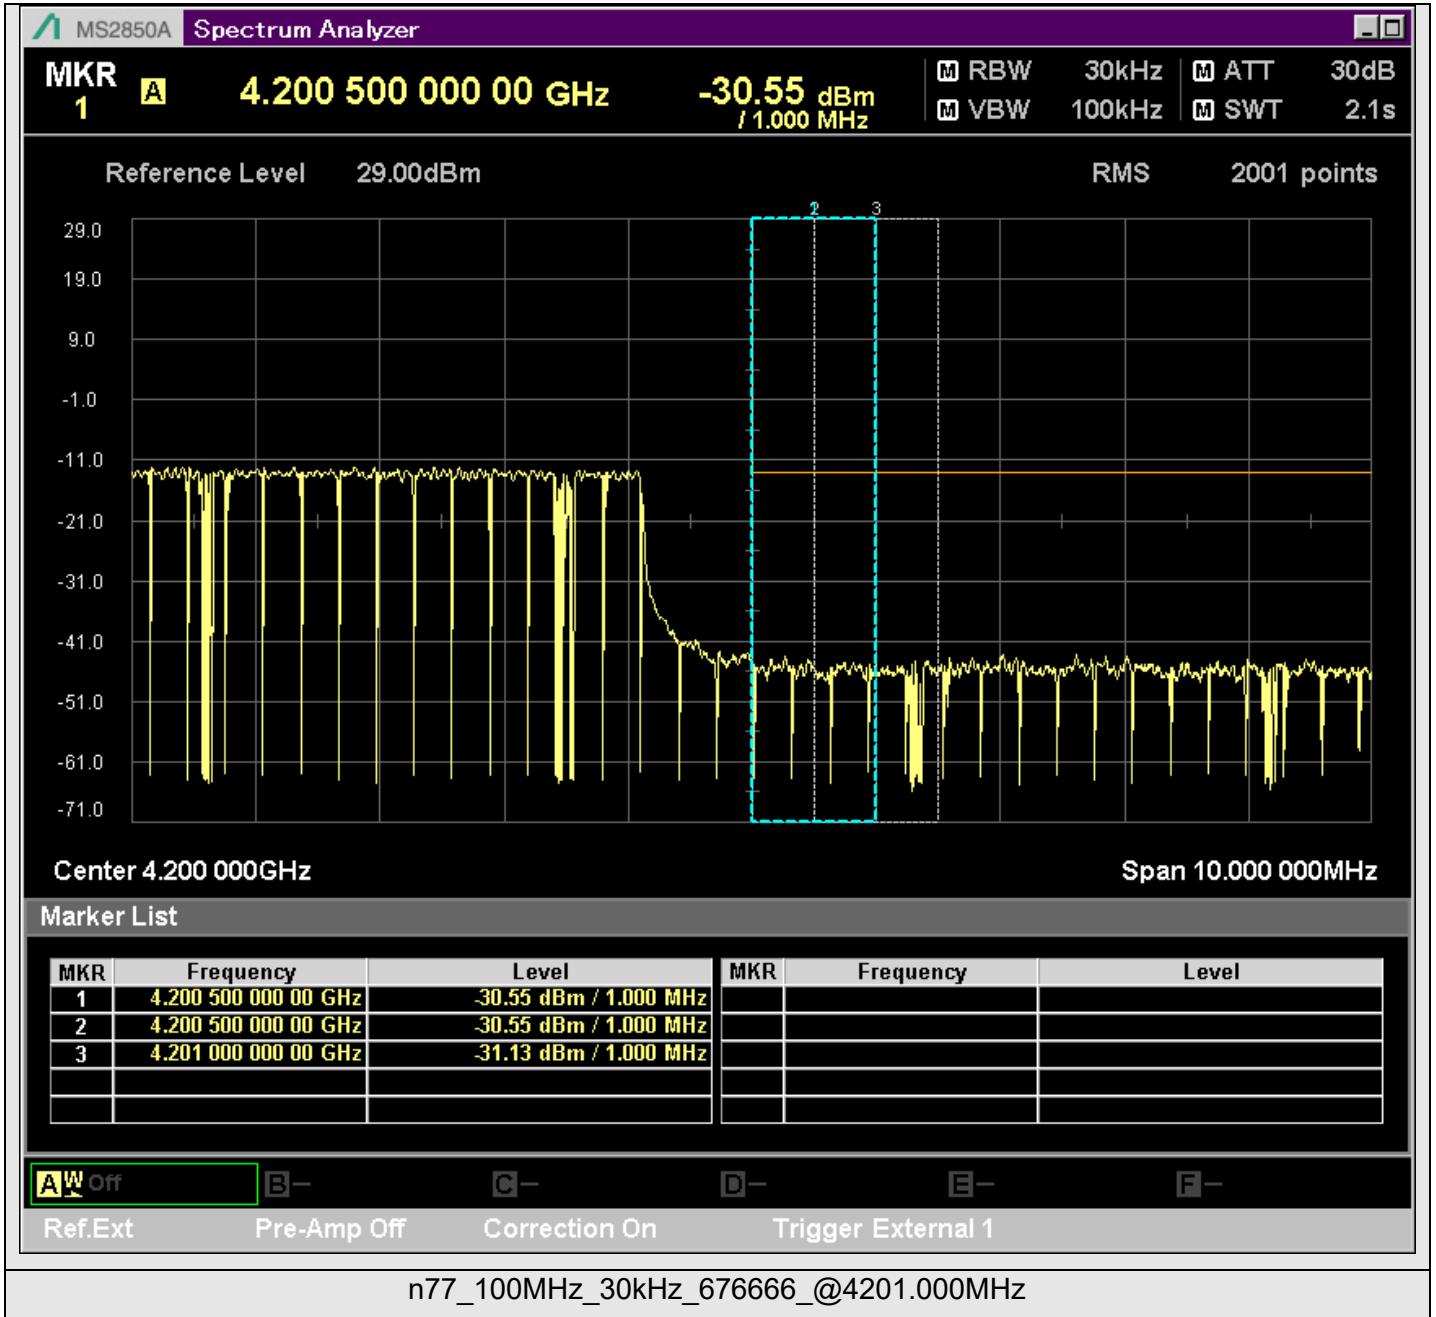 MS2850A Spectrum Analyzer
MKR 1 A 4.200 500 000 00 GHz -30.55 dBm / 1.000 MHz
M RBW 30kHz M ATT 30dB
M VBW 100kHz M SWT 2.1s
Reference Level 29.00dBm RMS 2001 points
2 3
29.0
19.0
9.0
-1.0
-11.0
-21.0
-31.0
-41.0
-51.0
-61.0
-71.0
Center 4.200 000GHz Span 10.000 000MHz
Marker List
MKR Frequency Level MKR Frequency Level
1 4.200 500 000 00 GHz -30.55 dBm / 1.000 MHz
2 4.200 500 000 00 GHz -30.55 dBm / 1.000 MHz
3 4.201 000 000 00 GHz -31.13 dBm / 1.000 MHz
A W Off B - C - D - E - F -
Ref.Ext Pre-Amp Off Correction On Trigger External 1
n77_100MHz_30kHz_676666_@4201.000MHz